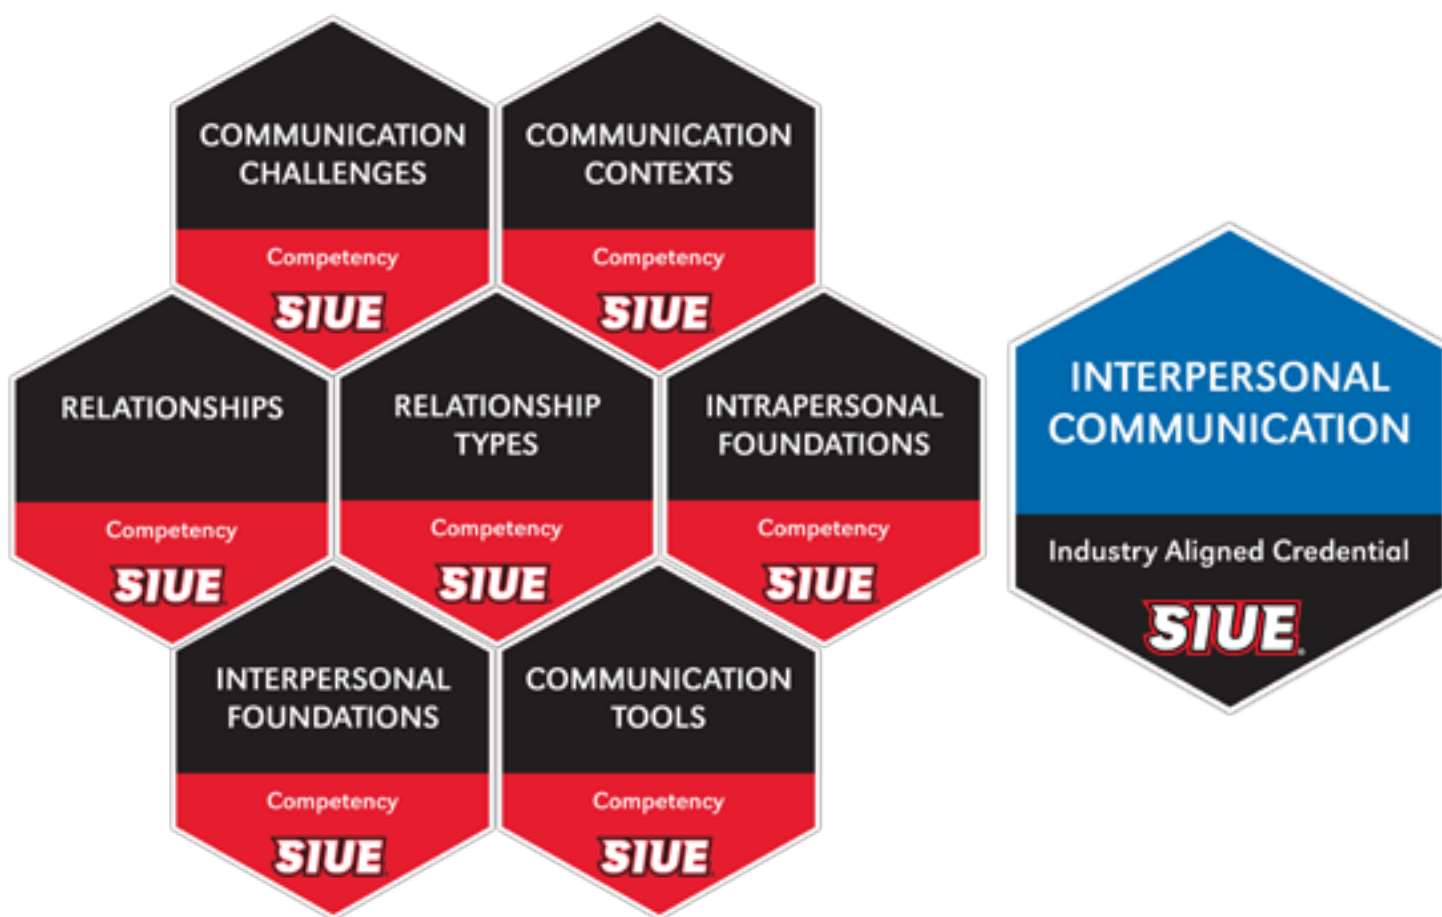 COMMUNICATION
CHALLENGES
Competency
SIUE
COMMUNICATION
CONTEXTS
Competency
SIUE
RELATIONSHIPS
Competency
SIUE
RELATIONSHIP
TYPES
Competency
SIUE
INTRAPERSONAL
FOUNDATIONS
Competency
SIUE
INTERPERSONAL
FOUNDATIONS
Competency
SIUE
COMMUNICATION
TOOLS
Competency
SIUE
INTERPERSONAL
COMMUNICATION
Industry Aligned Credential
SIUE